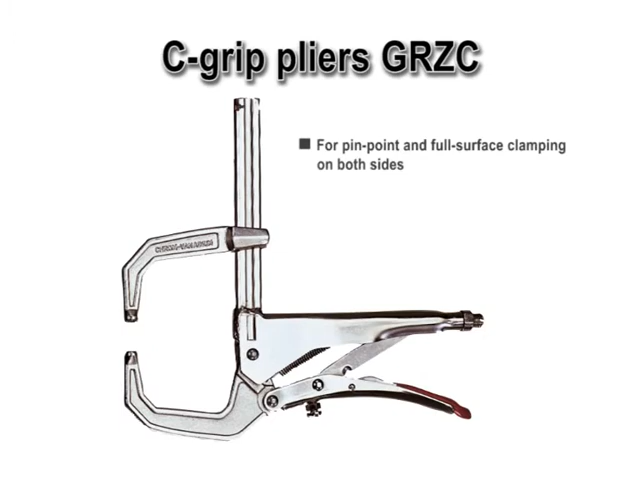 C-grip pliers GRZC
For pin-point and full-surface clamping
on both sides